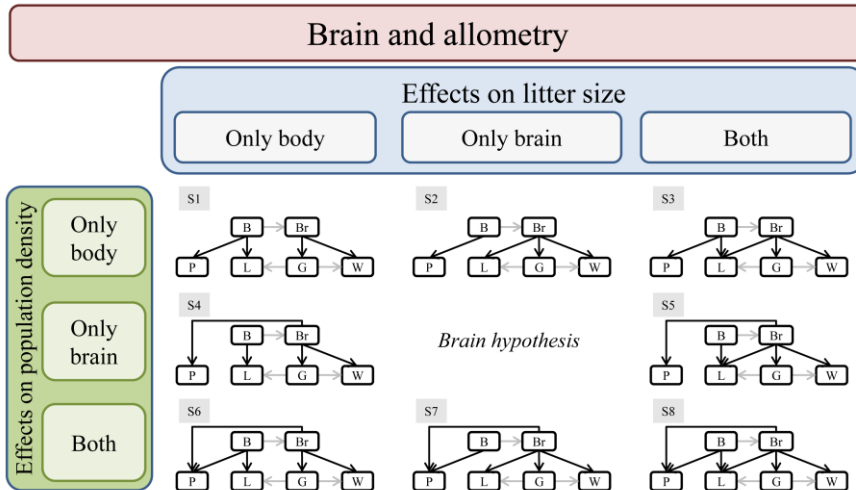 Brain and allometry
Effects on litter size
Only body
Only brain
Both
Effects on population density
Only
body
Only
brain
Both
S1
B
Br
P
L
G
W
S2
B
Br
P
L
G
W
S3
B
Br
P
L
G
W
S4
B
Br
P
L
G
W
Brain hypothesis
S5
B
Br
P
L
G
W
S6
B
Br
P
L
G
W
S7
B
Br
P
L
G
W
S8
B
Br
P
L
G
W